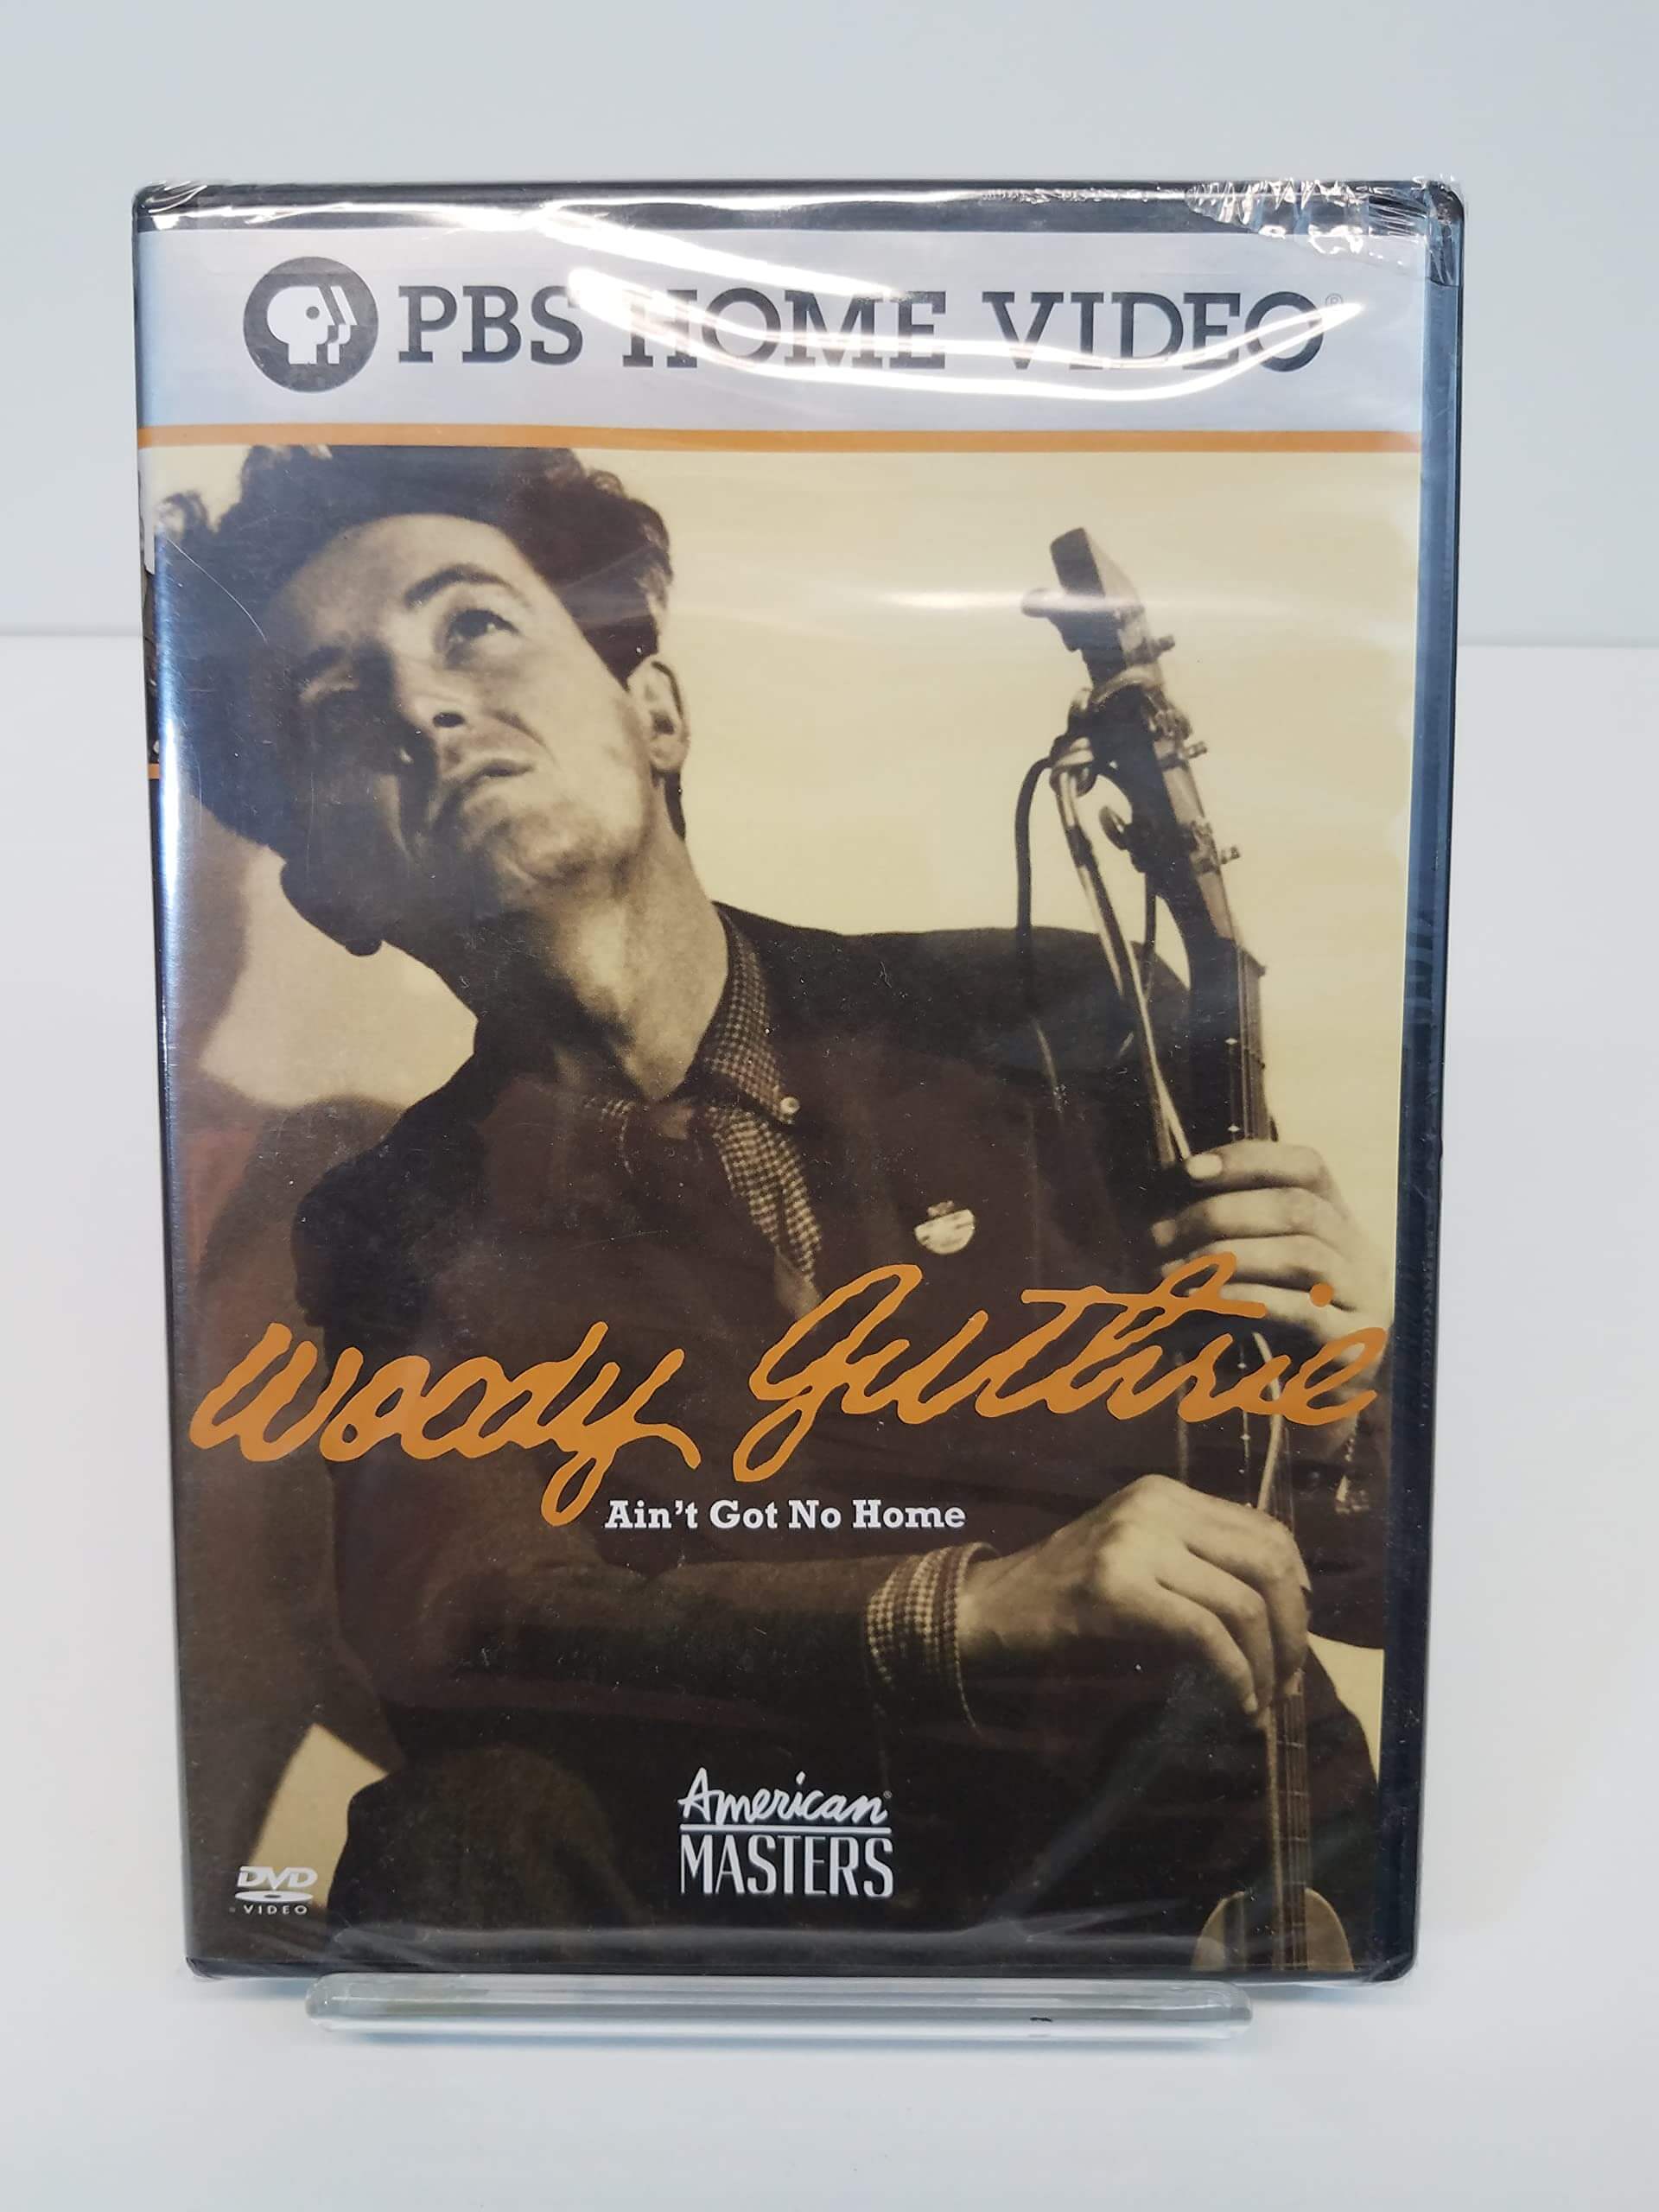 PBS HOME VIDEO®
Woody Guthrie
Ain't Got No Home
American
MASTERS
DVD
VIDEO